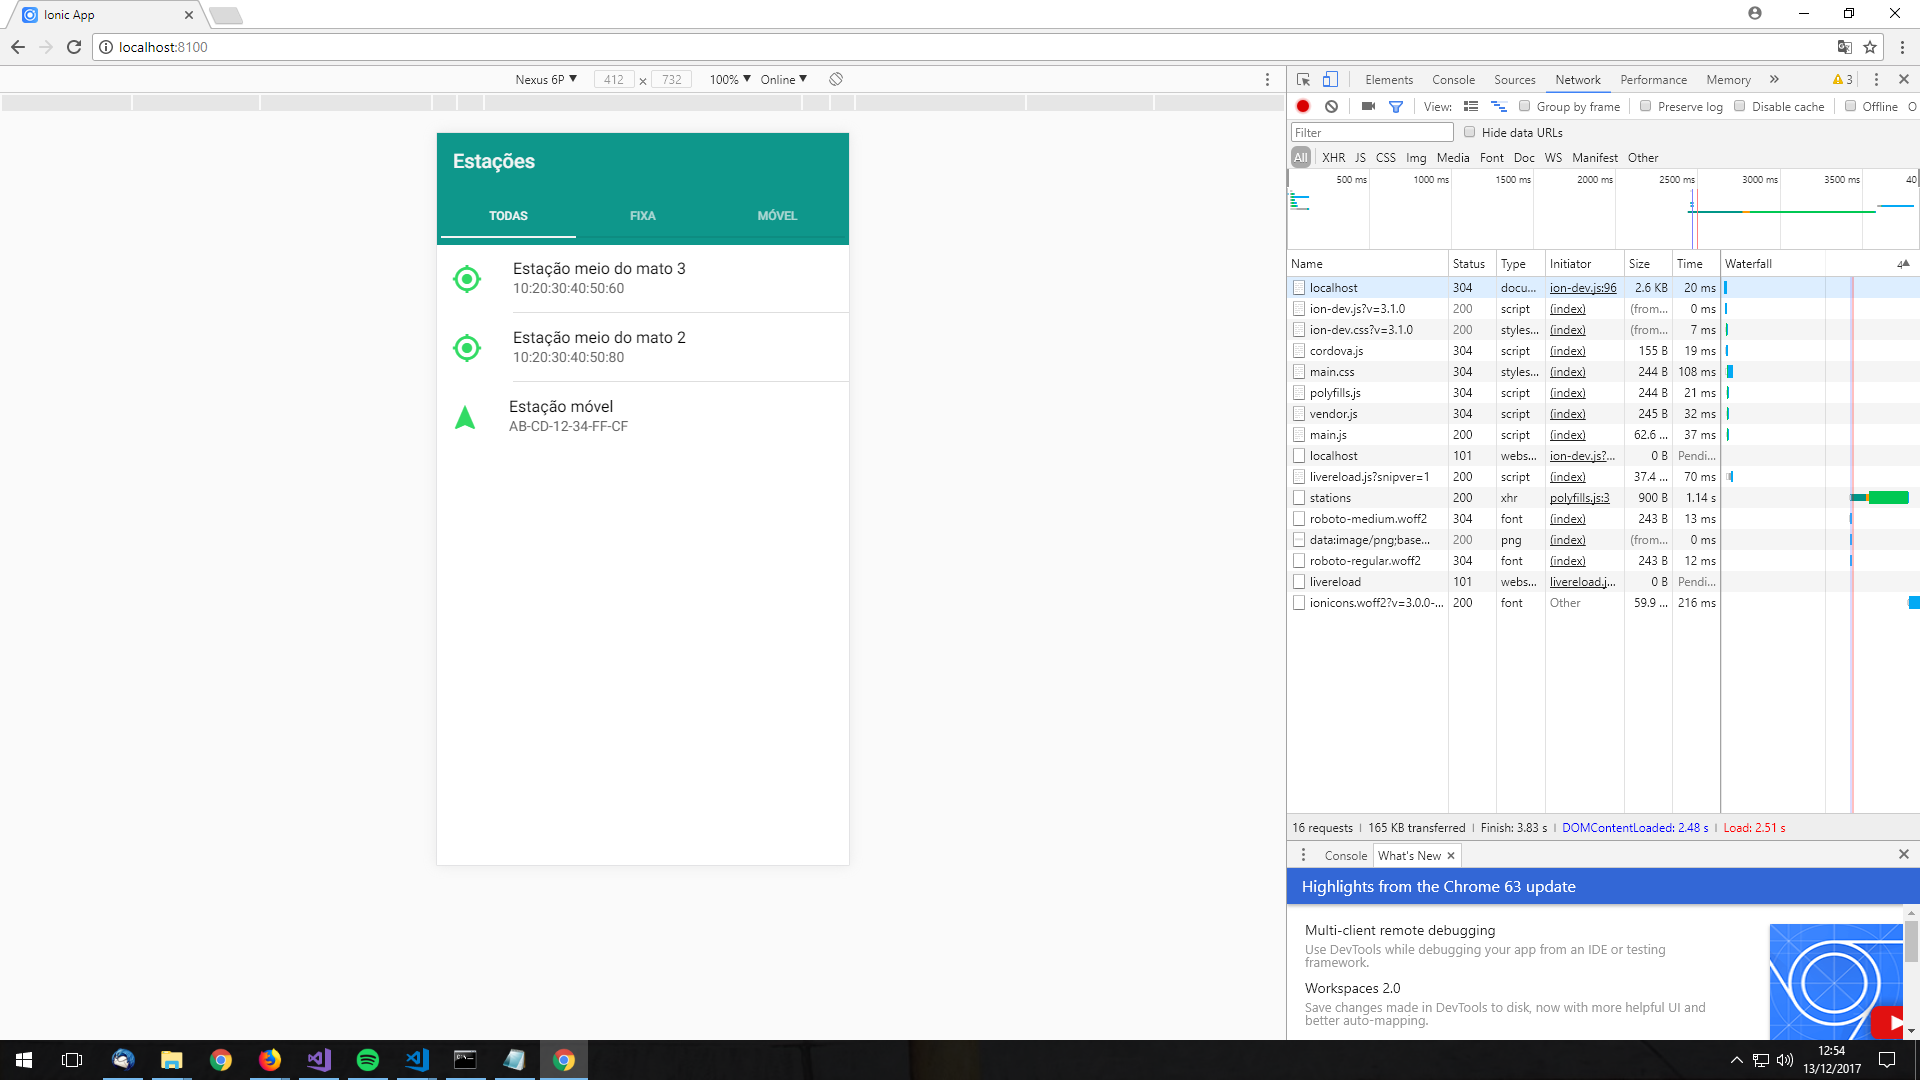 Ionic App
localhost:8100
Nexus 6P ▼ 412 × 732 100% ▼ Online ▼
Elements Console Sources Network Performance Memory » 3
View: Group by frame Preserve log Disable cache Offline O
Filter Hide data URLs
All XHR JS CSS Img Media Font Doc WS Manifest Other
500 ms 1000 ms 1500 ms 2000 ms 2500 ms 3000 ms 3500 ms 40
Estações
TODAS FIXA MÓVEL
Estação meio do mato 3
10:20:30:40:50:60
Estação meio do mato 2
10:20:30:40:50:80
Estação móvel
AB-CD-12-34-FF-CF
Name Status Type Initiator Size Time Waterfall 4
localhost 304 docu... ion-dev.js:96 2.6 KB 20 ms
ion-dev.js?v=3.1.0 200 script (index) (from... 0 ms
ion-dev.css?v=3.1.0 200 styles... (index) (from... 7 ms
cordova.js 304 script (index) 155 B 19 ms
main.css 304 styles... (index) 244 B 108 ms
polyfills.js 304 script (index) 244 B 21 ms
vendor.js 304 script (index) 245 B 32 ms
main.js 200 script (index) 62.6 ... 37 ms
localhost 101 webs... ion-dev.js?... 0 B Pendi...
livereload.js?snipver=1 200 script (index) 37.4 ... 70 ms
stations 200 xhr polyfills.js:3 900 B 1.14 s
roboto-medium.woff2 304 font (index) 243 B 13 ms
data:image/png;base... 200 png (index) (from... 0 ms
roboto-regular.woff2 304 font (index) 243 B 12 ms
livereload 101 webs... livereload.j... 0 B Pendi...
ionicons.woff2?v=3.0.0-... 200 font Other 59.9 ... 216 ms
16 requests | 165 KB transferred | Finish: 3.83 s | DOMContentLoaded: 2.48 s | Load: 2.51 s
Console What's New
Highlights from the Chrome 63 update
Multi-client remote debugging
Use DevTools while debugging your app from an IDE or testing
framework.
Workspaces 2.0
Save changes made in DevTools to disk, now with more helpful UI and
better auto-mapping.
12:54
13/12/2017